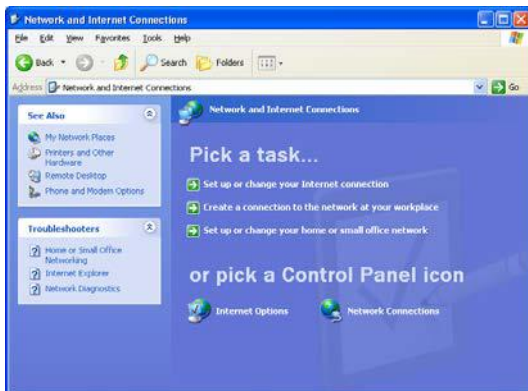 Network and Internet Connections
File Edit View Favorites Tools Help
Back Search Folders
Address Network and Internet Connections Go
See Also
My Network Places
Printers and Other
Hardware
Remote Desktop
Phone and Modem Options
Troubleshooters
Home or Small Office
Networking
Internet Explorer
Network Diagnostics
Network and Internet Connections
Pick a task...
Set up or change your Internet connection
Create a connection to the network at your workplace
Set up or change your home or small office network
or pick a Control Panel icon
Internet Options Network Connections